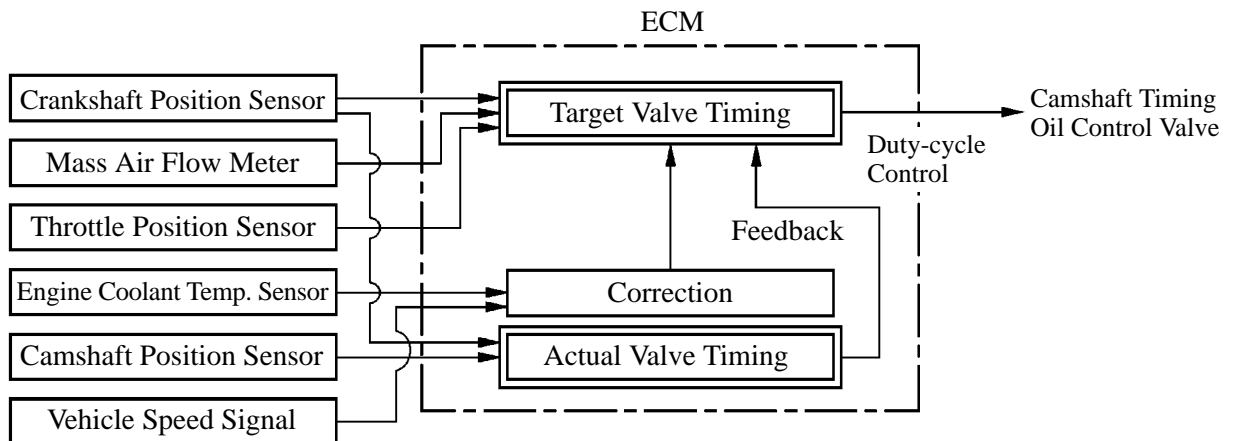 ECM
Crankshaft Position Sensor
Mass Air Flow Meter
Throttle Position Sensor
Engine Coolant Temp. Sensor
Camshaft Position Sensor
Vehicle Speed Signal
Target Valve Timing
Feedback
Correction
Actual Valve Timing
Duty-cycle
Control
Camshaft Timing
Oil Control Valve